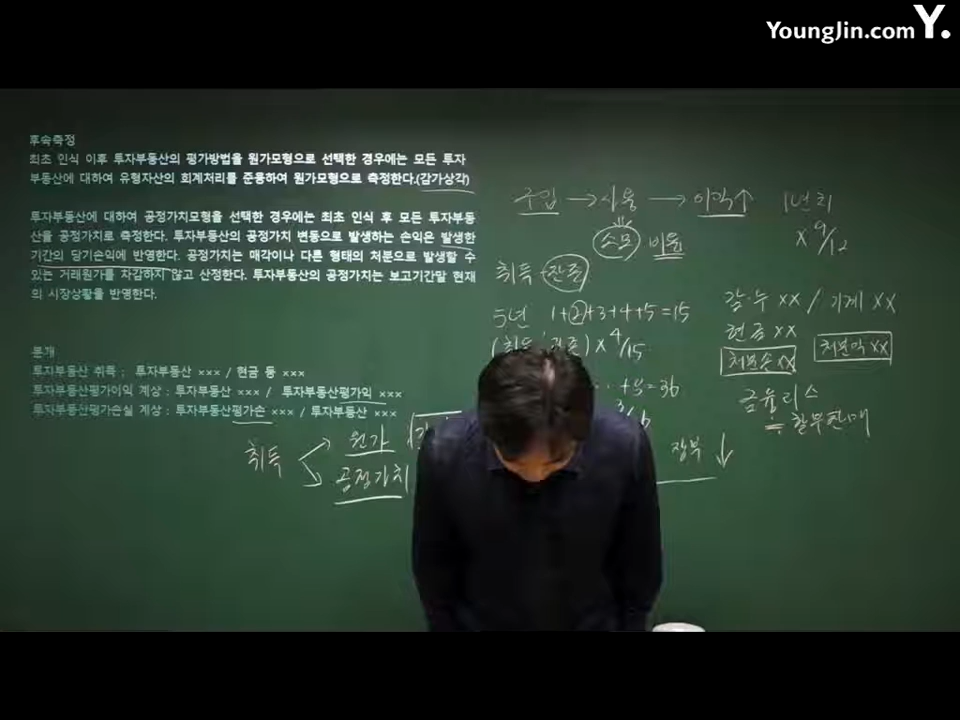 YoungJin.com Y.
후속측정
최초 인식 이후 투자부동산의 평가방법을 원가모형으로 선택한 경우에는 모든 투자
부동산에 대하여 유형자산의 회계처리를 준용하여 원가모형으로 측정한다.(감가상각)
투자부동산에 대하여 공정가치모형을 선택한 경우에는 최초 인식 후 모든 투자부동
산을 공정가치로 측정한다. 투자부동산의 공정가치 변동으로 발생하는 손익은 발생한
기간의 당기손익에 반영한다. 공정가치는 매각이나 다른 형태의 처분으로 발생할 수
있는 거래원가를 차감하지 않고 산정한다. 투자부동산의 공정가치는 보고기간말 현재
의 시장상황을 반영한다.
분개
투자부동산 취득 : 투자부동산 ××× / 현금 등 ×××
투자부동산평가이익 계상 : 투자부동산 ××× / 투자부동산평가익 ×××
투자부동산평가손실 계상 : 투자부동산평가손 ××× / 투자부동산 ×××
취득
원가
공정가치
구입 → 사용 → 이익↑
소모 비용
취득 - 잔존
5년 1+2+3+4+5=15
× 4/15
+8=36
장부 ↓
1년치
× 9/12
감·누 ×× / 기계 ××
현금 ××
처분손 ×× 처분익 ××
금융리스
= 할부판매